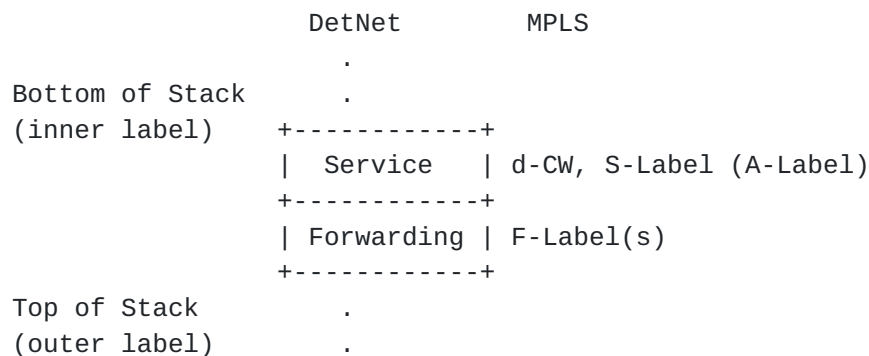 DetNet         MPLS
                     .
Bottom of Stack      .
(inner label)    +------------+
                 |  Service   | d-CW, S-Label (A-Label)
                 +------------+
                 | Forwarding | F-Label(s)
                 +------------+
Top of Stack         .
(outer label)        .